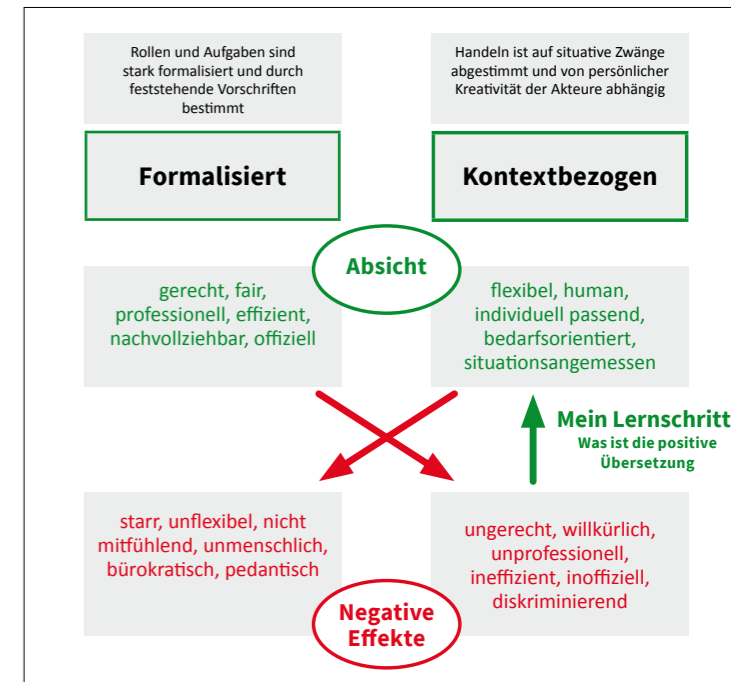 Rollen und Aufgaben sind
stark formalisiert und durch
feststehende Vorschriften
bestimmt
Handeln ist auf situative Zwänge
abgestimmt und von persönlicher
Kreativität der Akteure abhängig
Formalisiert
Kontextbezogen
Absicht
gerecht, fair,
professionell, effizient,
nachvollziehbar, offiziell
flexibel, human,
individuell passend,
bedarfsorientiert,
situationsangemessen
Mein Lernschritt
Was ist die positive
Übersetzung
starr, unflexibel, nicht
mitfühlend, unmenschlich,
bürokratisch, pedantisch
ungerecht, willkürlich,
unprofessionell,
ineffizient, inoffiziell,
diskriminierend
Negative
Effekte